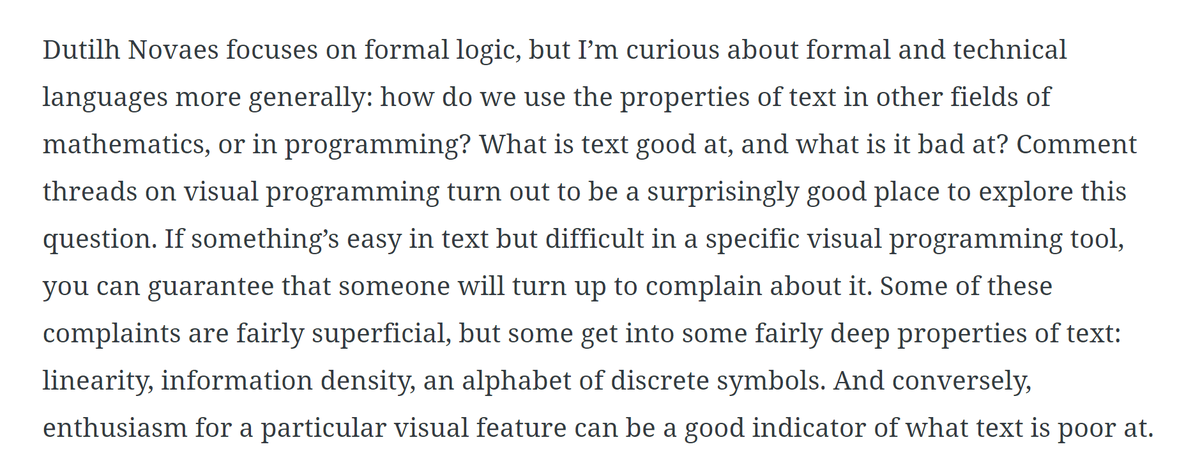 Dutilh Novaes focuses on formal logic, but I’m curious about formal and technical
languages more generally: how do we use the properties of text in other fields of
mathematics, or in programming? What is text good at, and what is it bad at? Comment
threads on visual programming turn out to be a surprisingly good place to explore this
question. If something’s easy in text but difficult in a specific visual programming tool,
you can guarantee that someone will turn up to complain about it. Some of these
complaints are fairly superficial, but some get into some fairly deep properties of text:
linearity, information density, an alphabet of discrete symbols. And conversely,
enthusiasm for a particular visual feature can be a good indicator of what text is poor at.